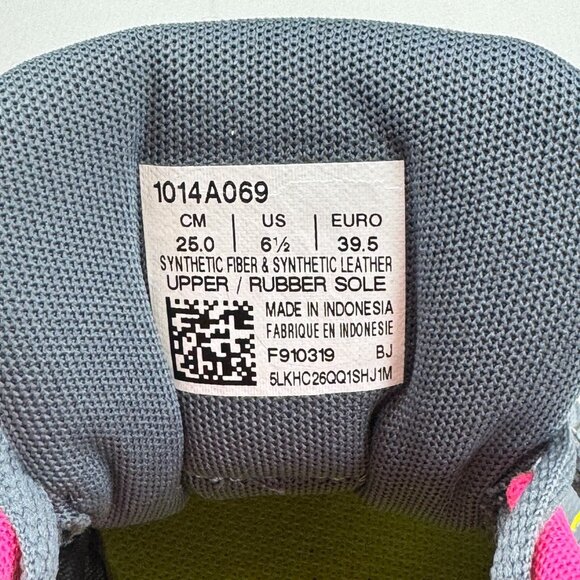 1014A069
CM | US | EURO
25.0 | 6½ | 39.5
SYNTHETIC FIBER & SYNTHETIC LEATHER
UPPER / RUBBER SOLE
MADE IN INDONESIA
FABRIQUE EN INDONESIE
F910319 BJ
5LKHC26QQ1SHJ1M